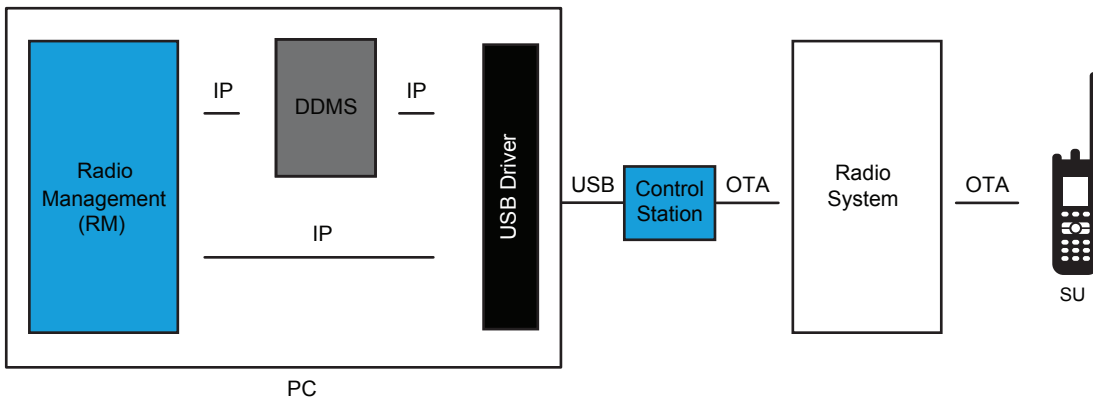 IP
DDMS
IP
Radio
Management
(RM)
IP
USB Driver
USB
Control
Station
OTA
Radio
System
OTA
SU
PC